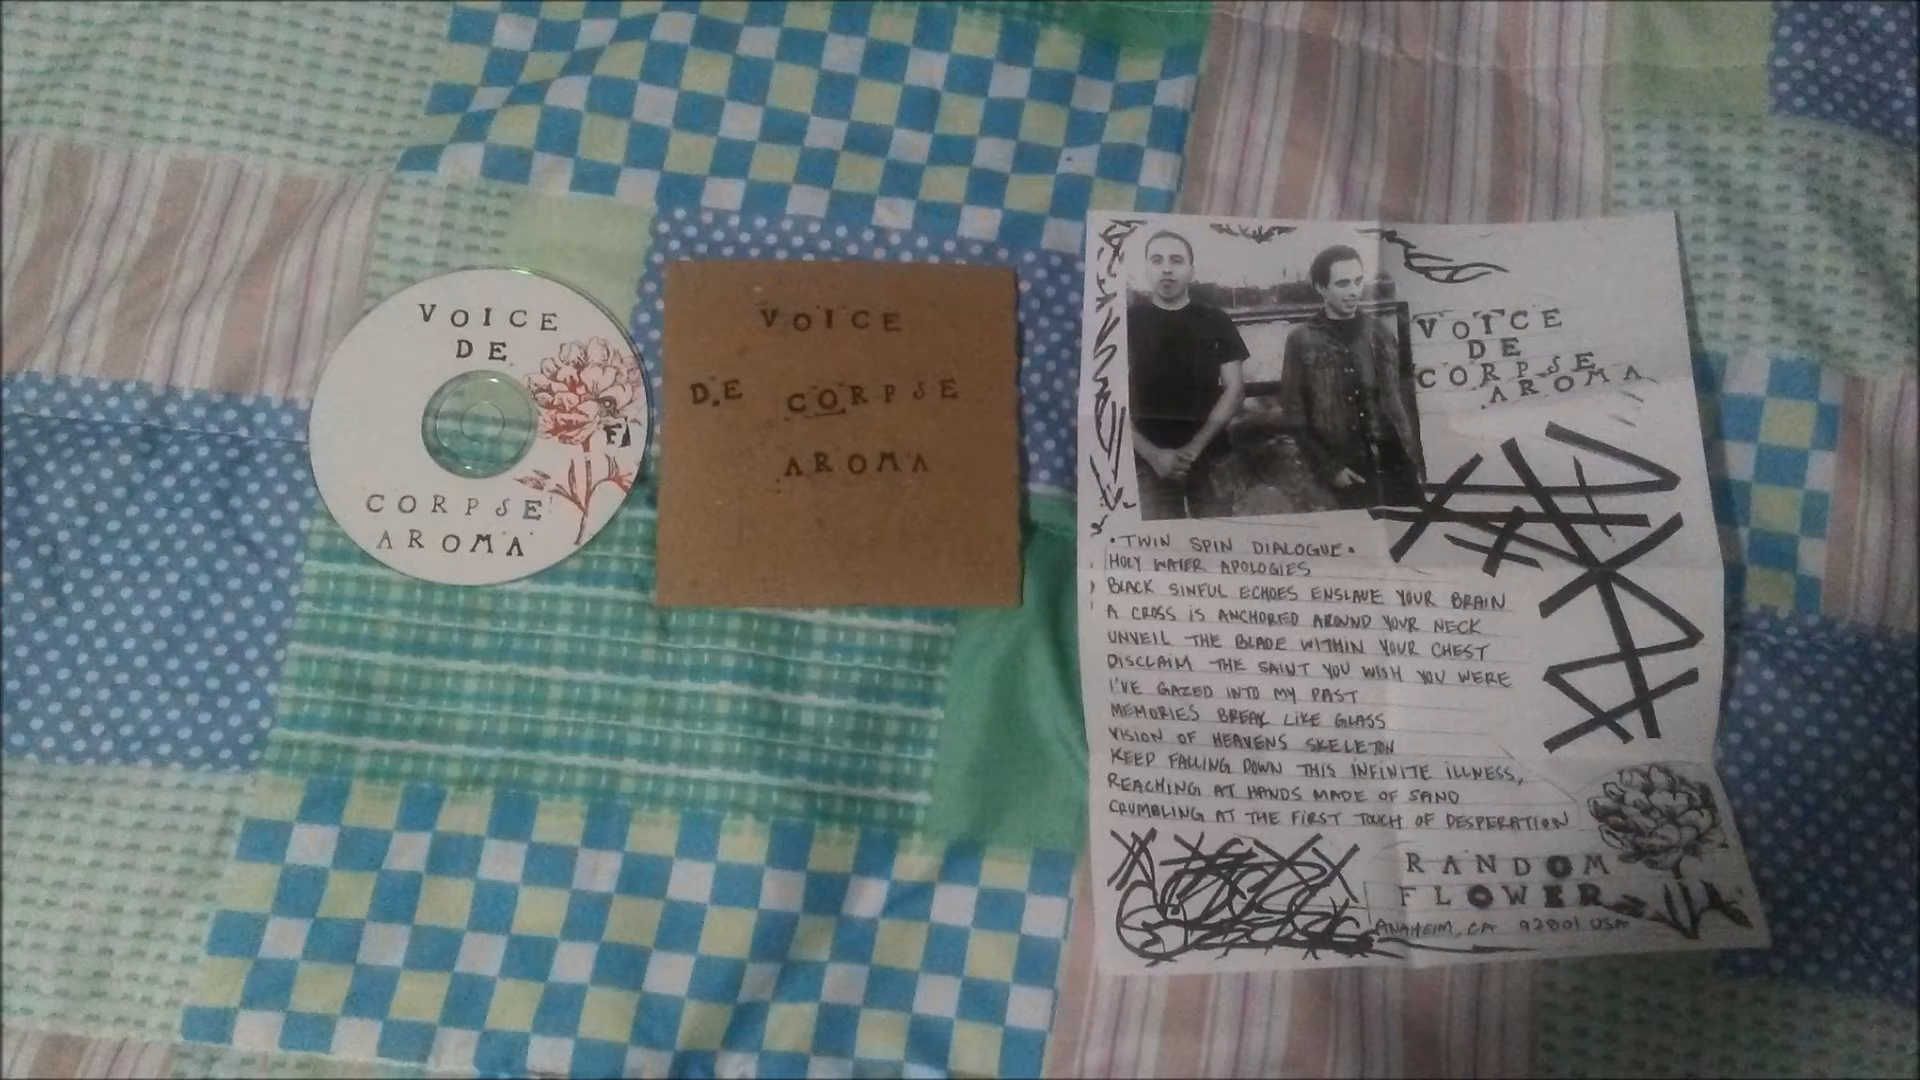 VOICE
DE
CORPSE
AROMA
RF
VOICE
DE CORPSE
AROMA
VOICE
DE
CORPSE
AROMA
•TWIN SPIN DIALOGUE•
HOLY WATER APOLOGIES
BLACK SINFUL ECHOES ENSLAVE YOUR BRAIN
A CROSS IS ANCHORED AROUND YOUR NECK
UNVEIL THE BLADE WITHIN YOUR CHEST
DISCLAIM THE SAINT YOU WISH YOU WERE
I'VE GAZED INTO MY PAST
MEMORIES BREAK LIKE GLASS
VISION OF HEAVENS SKELETON
KEEP FALLING DOWN THIS INFINITE ILLNESS,
REACHING AT HANDS MADE OF SAND
CRUMBLING AT THE FIRST TOUCH OF DESPERATION
RANDOM
FLOWER
ANAHEIM, CA 92801 USA